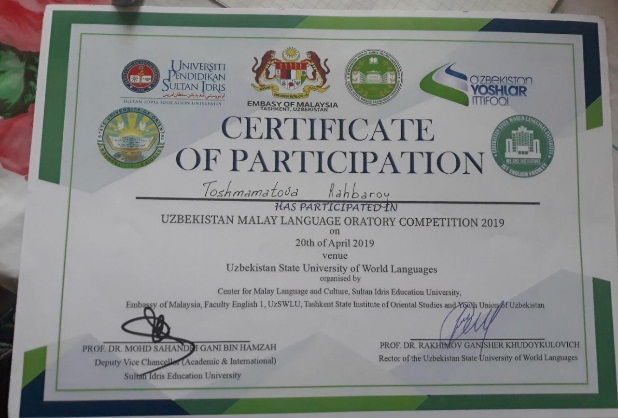 UNIVERSITI
PENDIDIKAN
SULTAN IDRIS
SULTAN IDRIS EDUCATION UNIVERSITY
EMBASSY OF MALAYSIA
TASHKENT, UZBEKISTAN
O'ZBEKISTON
YOSHLAR
ITTIFOQI
CERTIFICATE
OF PARTICIPATION
Toshmamatova Rahbaroy
HAS PARTICIPATED IN
UZBEKISTAN MALAY LANGUAGE ORATORY COMPETITION 2019
on
20th of April 2019
venue
Uzbekistan State University of World Languages
organised by
Center for Malay Language and Culture, Sultan Idris Education University,
Embassy of Malaysia, Faculty English 1, UzSWLU, Tashkent State Institute of Oriental Studies and Youth Union of Uzbekistan
PROF. DR. MOHD SAHANDRI GANI BIN HAMZAH
Deputy Vice Chancellor (Academic & International)
Sultan Idris Education University
PROF. DR. RAKHIMOV GANISHER KHUDOYKULOVICH
Rector of the Uzbekistan State University of World Languages